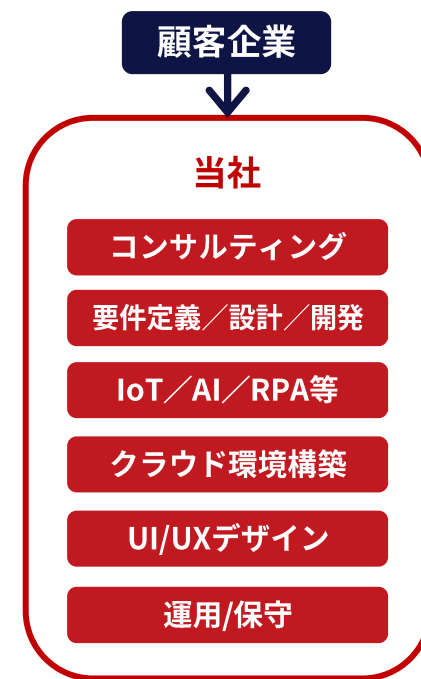 顧客企業
当社
コンサルティング
要件定義／設計／開発
IoT／AI／RPA等
クラウド環境構築
UI/UXデザイン
運用/保守